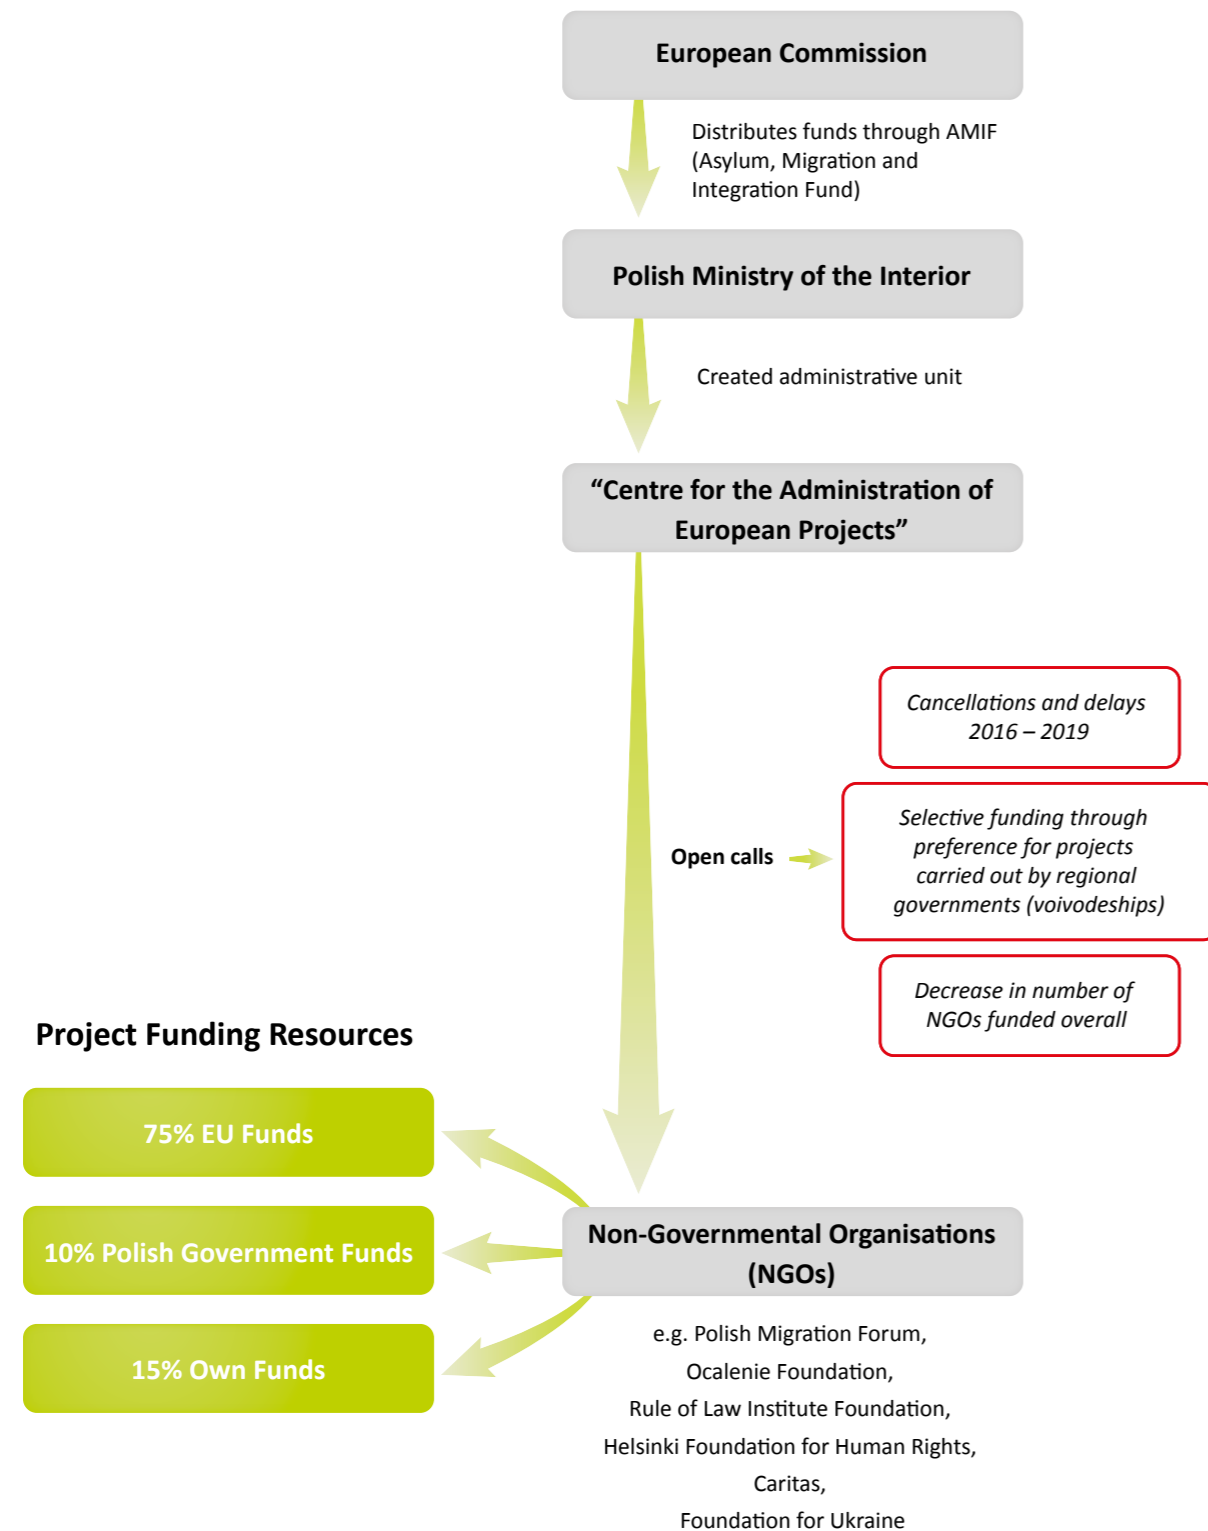 European Commission
Distributes funds through AMIF
(Asylum, Migration and
Integration Fund)
Polish Ministry of the Interior
Created administrative unit
“Centre for the Administration of
European Projects”
Cancellations and delays
2016 – 2019
Open calls
Selective funding through
preference for projects
carried out by regional
governments (voivodeships)
Decrease in number of
NGOs funded overall
Project Funding Resources
75% EU Funds
10% Polish Government Funds
15% Own Funds
Non-Governmental Organisations
(NGOs)
e.g. Polish Migration Forum,
Ocalenie Foundation,
Rule of Law Institute Foundation,
Helsinki Foundation for Human Rights,
Caritas,
Foundation for Ukraine